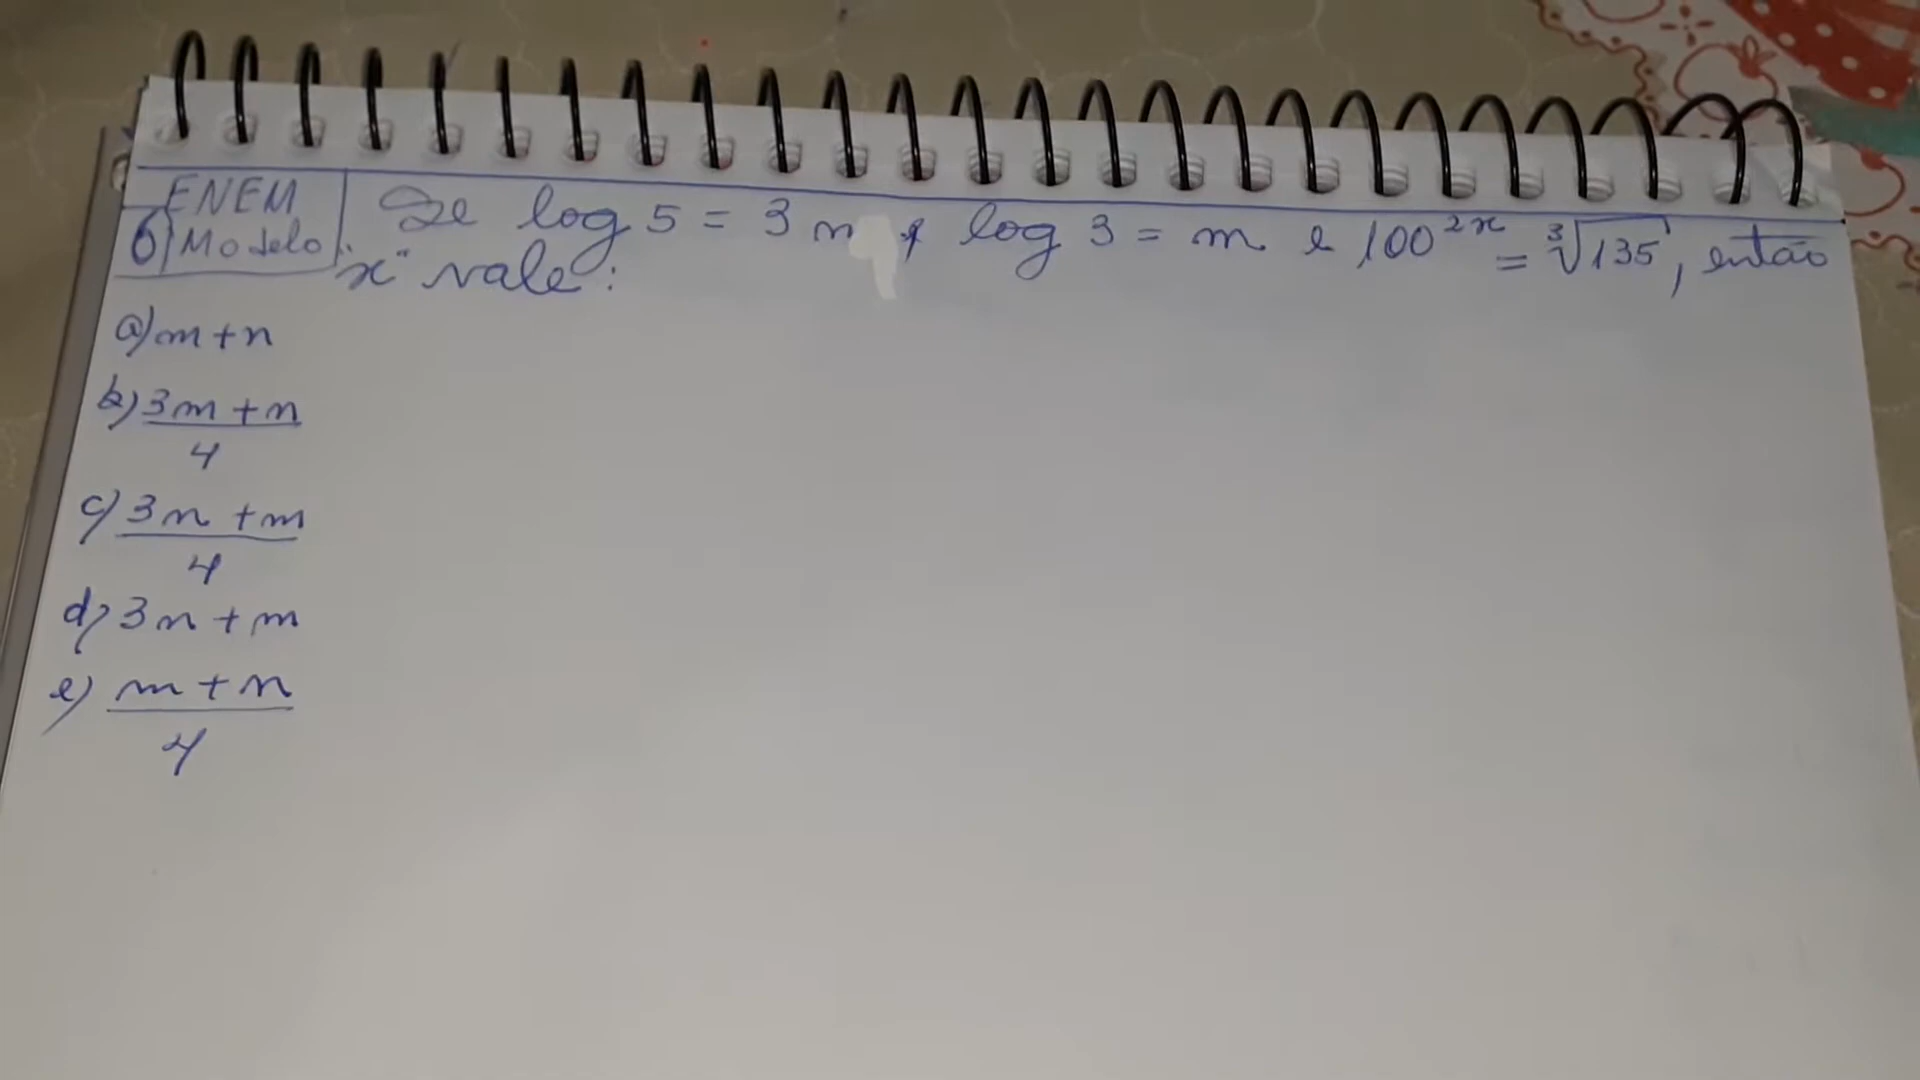 ENEM
6) Modelo
Se log 5 = 3n e log 3 = m e 100^2x = ∛135, então
"x" vale:
a) m + n
b) 3m + n
4
c) 3n + m
4
d) 3n + m
e) m + n
4